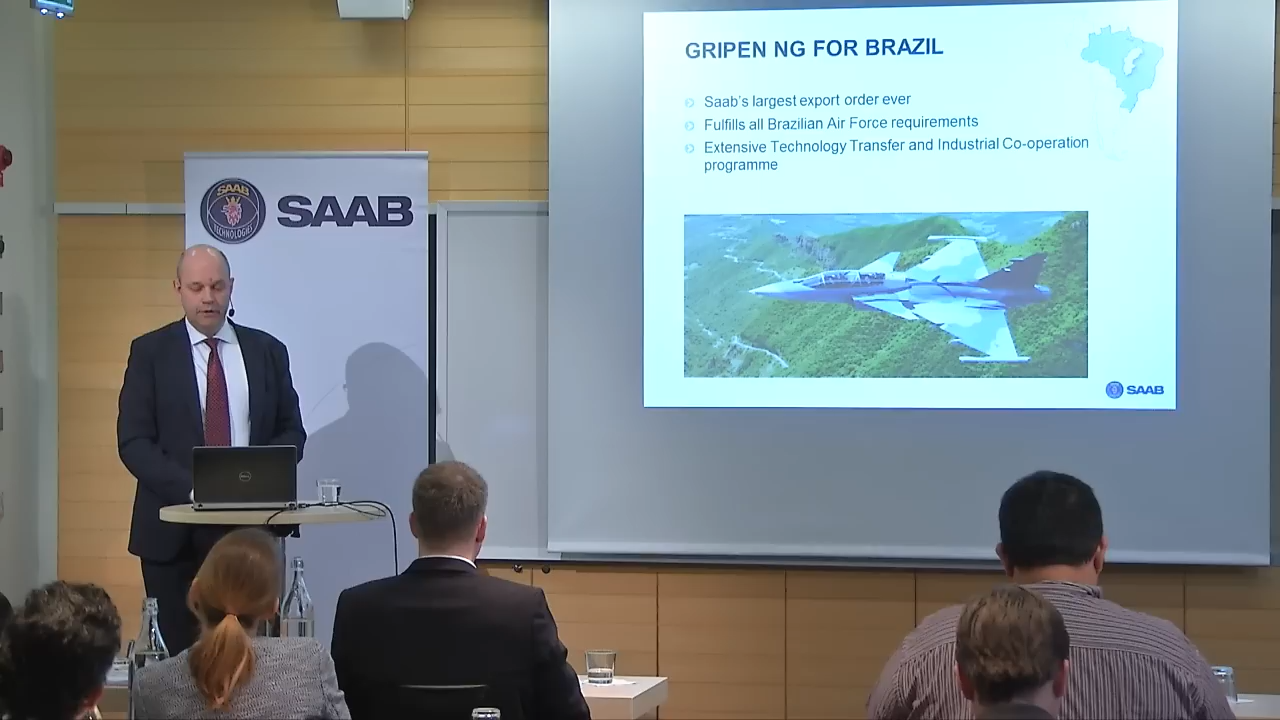 GRIPEN NG FOR BRAZIL
Saab's largest export order ever
Fulfills all Brazilian Air Force requirements
Extensive Technology Transfer and Industrial Co-operation
programme
SAAB
SAAB
TECHNOLOGIES
SAAB
DELL